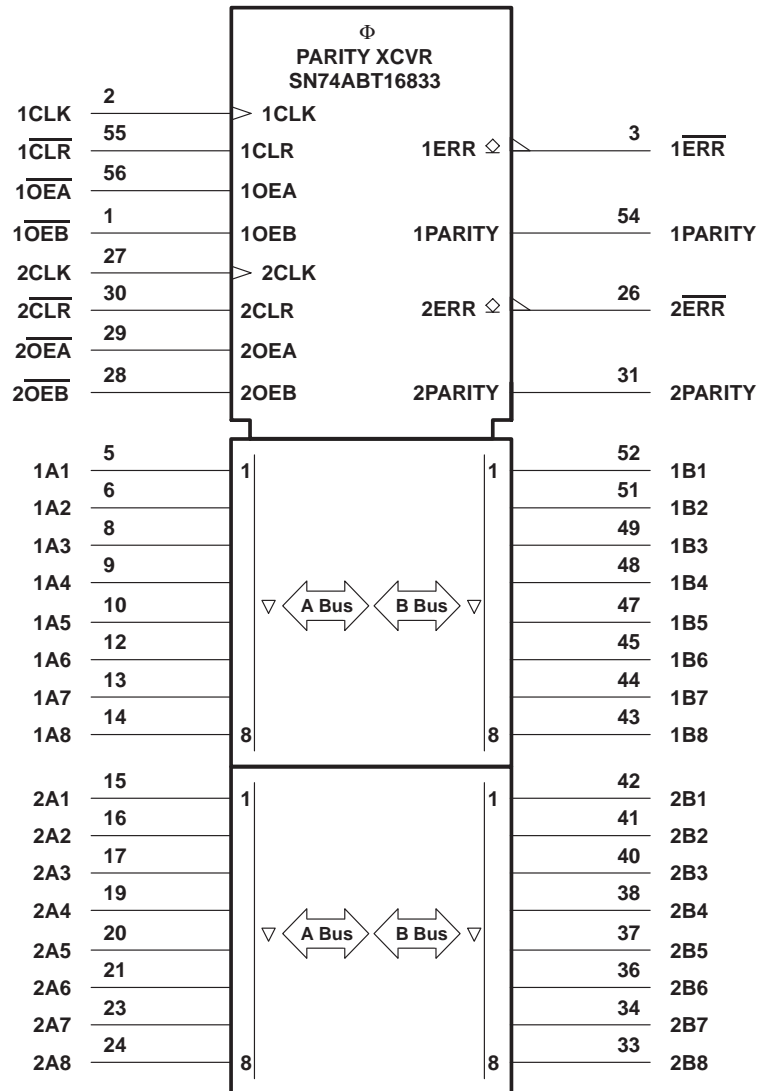 Φ
PARITY XCVR
SN74ABT16833
1CLK 2 1CLK
1CLR 55 1CLR 1ERR 3 1ERR
1OEA 56 1OEA
1OEB 1 1OEB 1PARITY 54 1PARITY
2CLK 27 2CLK
2CLR 30 2CLR 2ERR 26 2ERR
2OEA 29 2OEA
2OEB 28 2OEB 2PARITY 31 2PARITY
1A1 5 1 1 52 1B1
1A2 6 51 1B2
1A3 8 49 1B3
1A4 9 48 1B4
A Bus B Bus
1A5 10 47 1B5
1A6 12 45 1B6
1A7 13 44 1B7
1A8 14 8 8 43 1B8
2A1 15 1 1 42 2B1
2A2 16 41 2B2
2A3 17 40 2B3
2A4 19 38 2B4
A Bus B Bus
2A5 20 37 2B5
2A6 21 36 2B6
2A7 23 34 2B7
2A8 24 8 8 33 2B8